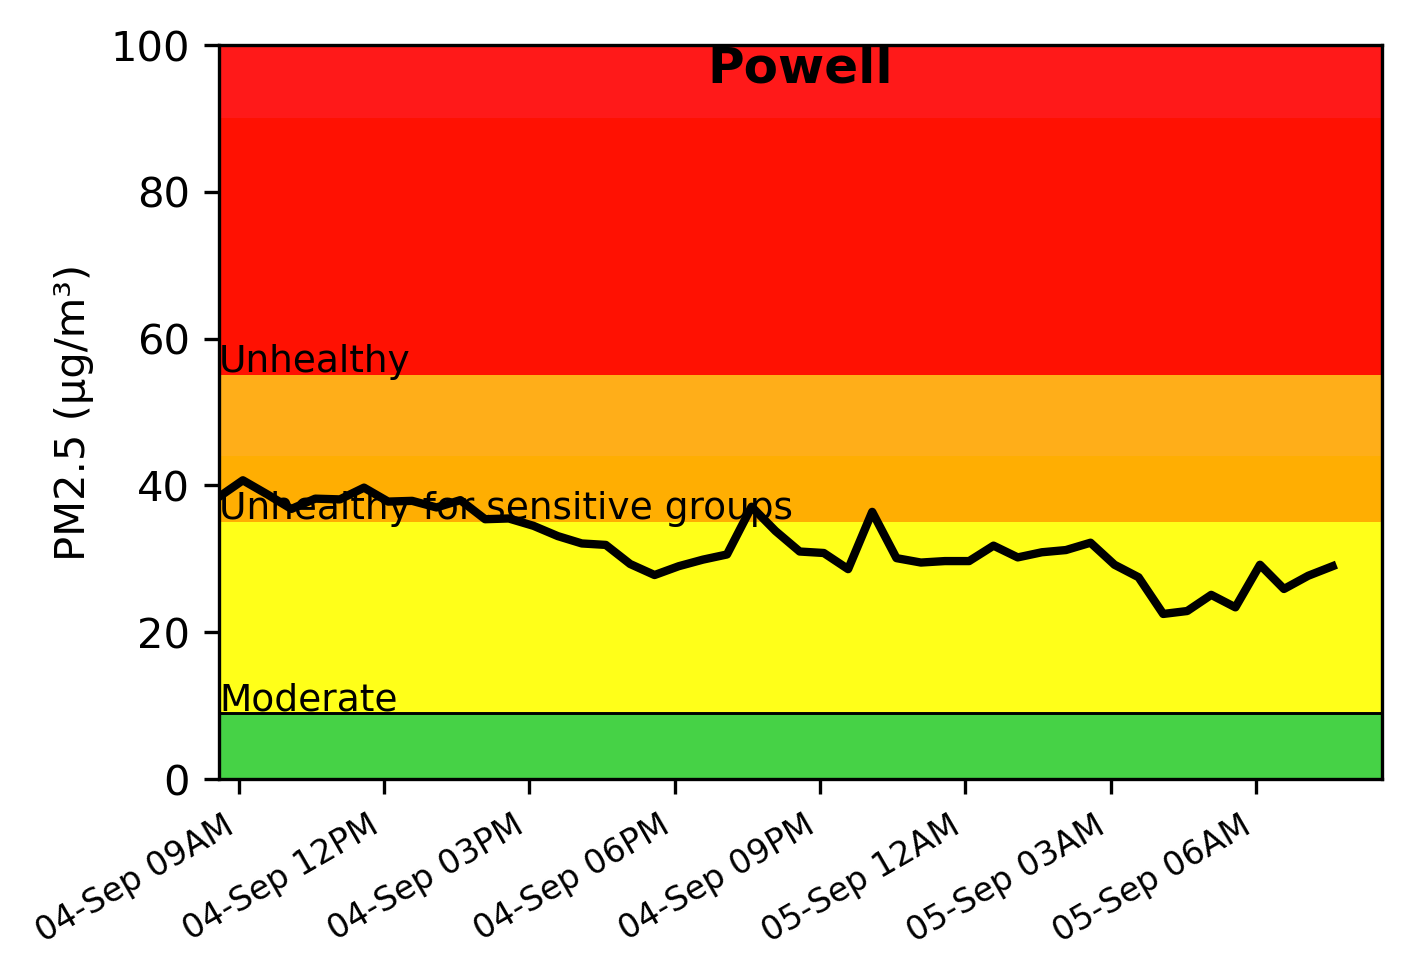 Powell
PM2.5 (µg/m³)
100
80
60
40
20
0
Unhealthy
Unhealthy for sensitive groups
Moderate
04-Sep 09AM
04-Sep 12PM
04-Sep 03PM
04-Sep 06PM
04-Sep 09PM
05-Sep 12AM
05-Sep 03AM
05-Sep 06AM